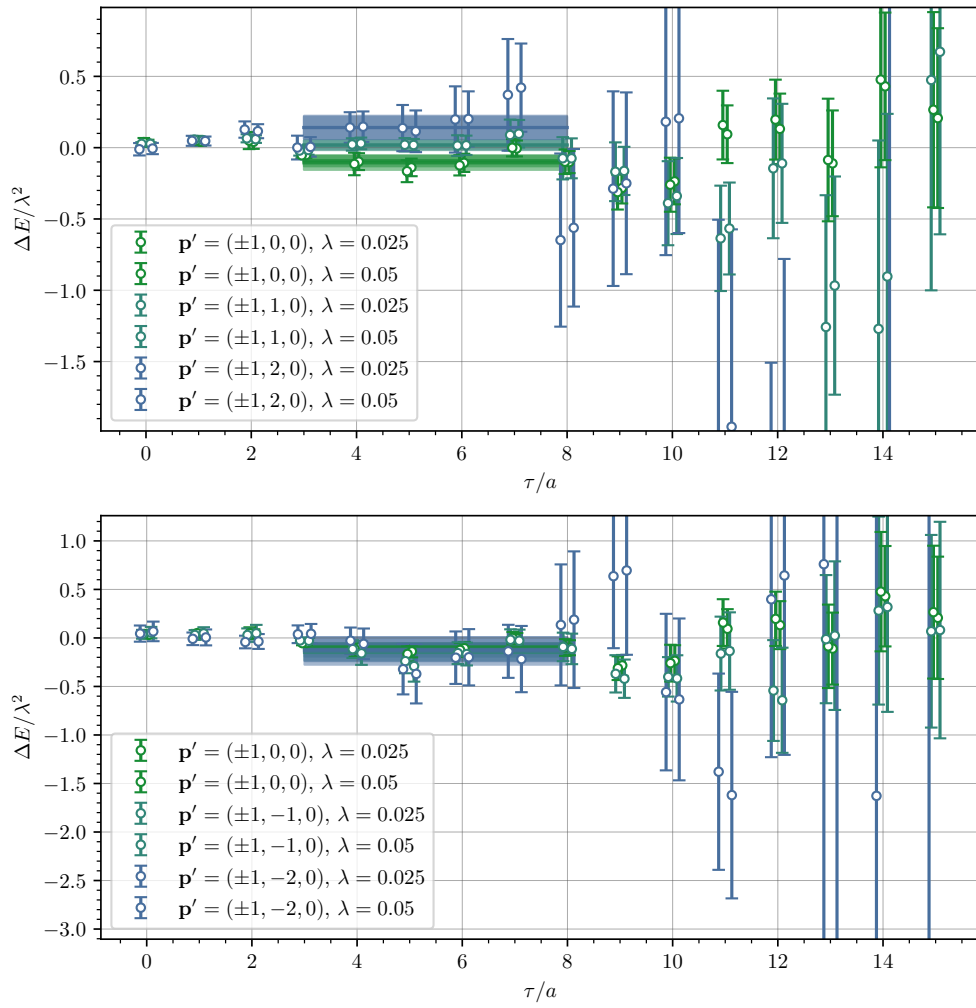 0.5
0.0
−0.5
−1.0
−1.5
ΔE/λ²
p′ = (±1, 0, 0), λ = 0.025
p′ = (±1, 0, 0), λ = 0.05
p′ = (±1, 1, 0), λ = 0.025
p′ = (±1, 1, 0), λ = 0.05
p′ = (±1, 2, 0), λ = 0.025
p′ = (±1, 2, 0), λ = 0.05
0 2 4 6 8 10 12 14
τ/a
1.0
0.5
0.0
−0.5
−1.0
−1.5
−2.0
−2.5
−3.0
ΔE/λ²
p′ = (±1, 0, 0), λ = 0.025
p′ = (±1, 0, 0), λ = 0.05
p′ = (±1, −1, 0), λ = 0.025
p′ = (±1, −1, 0), λ = 0.05
p′ = (±1, −2, 0), λ = 0.025
p′ = (±1, −2, 0), λ = 0.05
0 2 4 6 8 10 12 14
τ/a